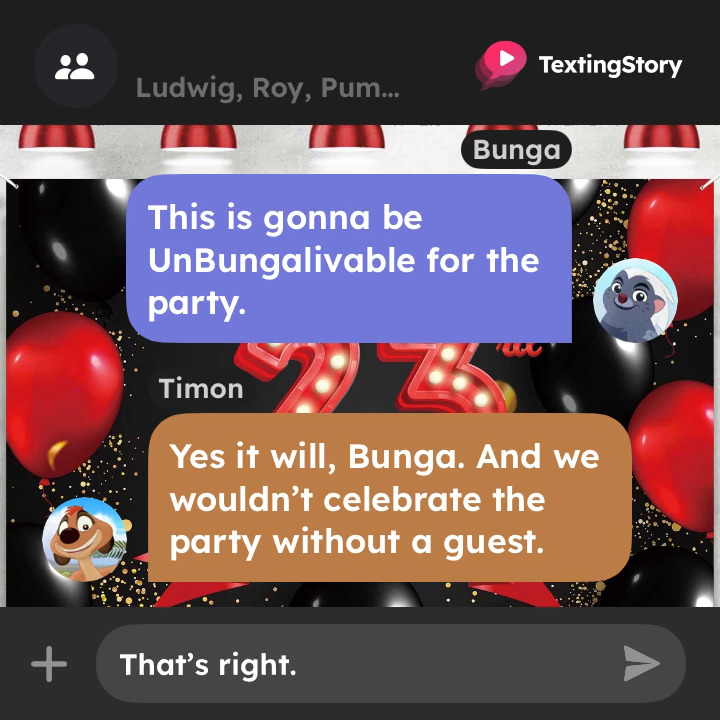 Ludwig, Roy, Pum...
TextingStory
Bunga
This is gonna be
UnBungalivable for the
party.
23
Timon
Yes it will, Bunga. And we
wouldn't celebrate the
party without a guest.
That's right.